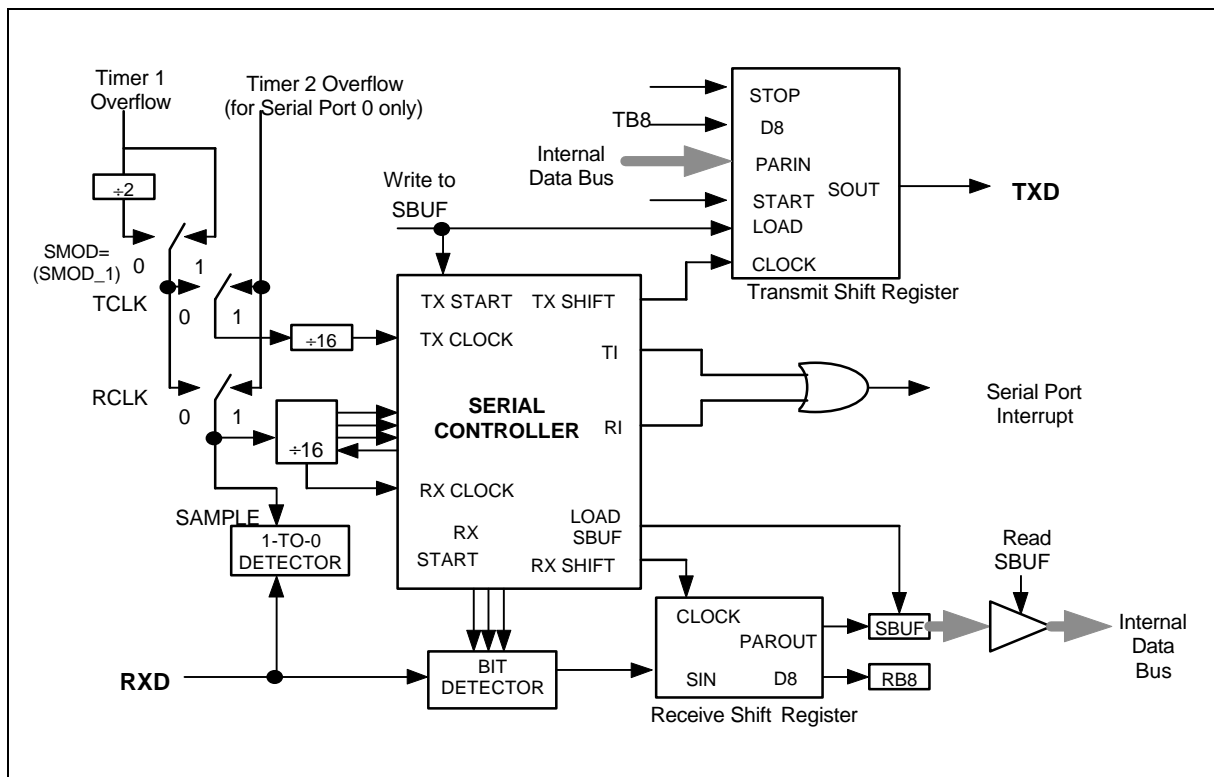 Timer 1
Overflow
Timer 2 Overflow
(for Serial Port 0 only)
÷2
SMOD=
(SMOD_1)
0
1
TCLK
0
1
÷16
RCLK
0
1
÷16
SAMPLE
1-TO-0
DETECTOR
RXD
Write to
SBUF
TX START
TX SHIFT
TX CLOCK
TI
SERIAL
CONTROLLER
RI
RX CLOCK
LOAD
SBUF
RX
START
RX SHIFT
BIT
DETECTOR
TB8
Internal
Data Bus
STOP
D8
PARIN
SOUT
START
LOAD
CLOCK
Transmit Shift Register
TXD
Serial Port
Interrupt
CLOCK
PAROUT
SIN
D8
Receive Shift Register
SBUF
RB8
Read
SBUF
Internal
Data
Bus